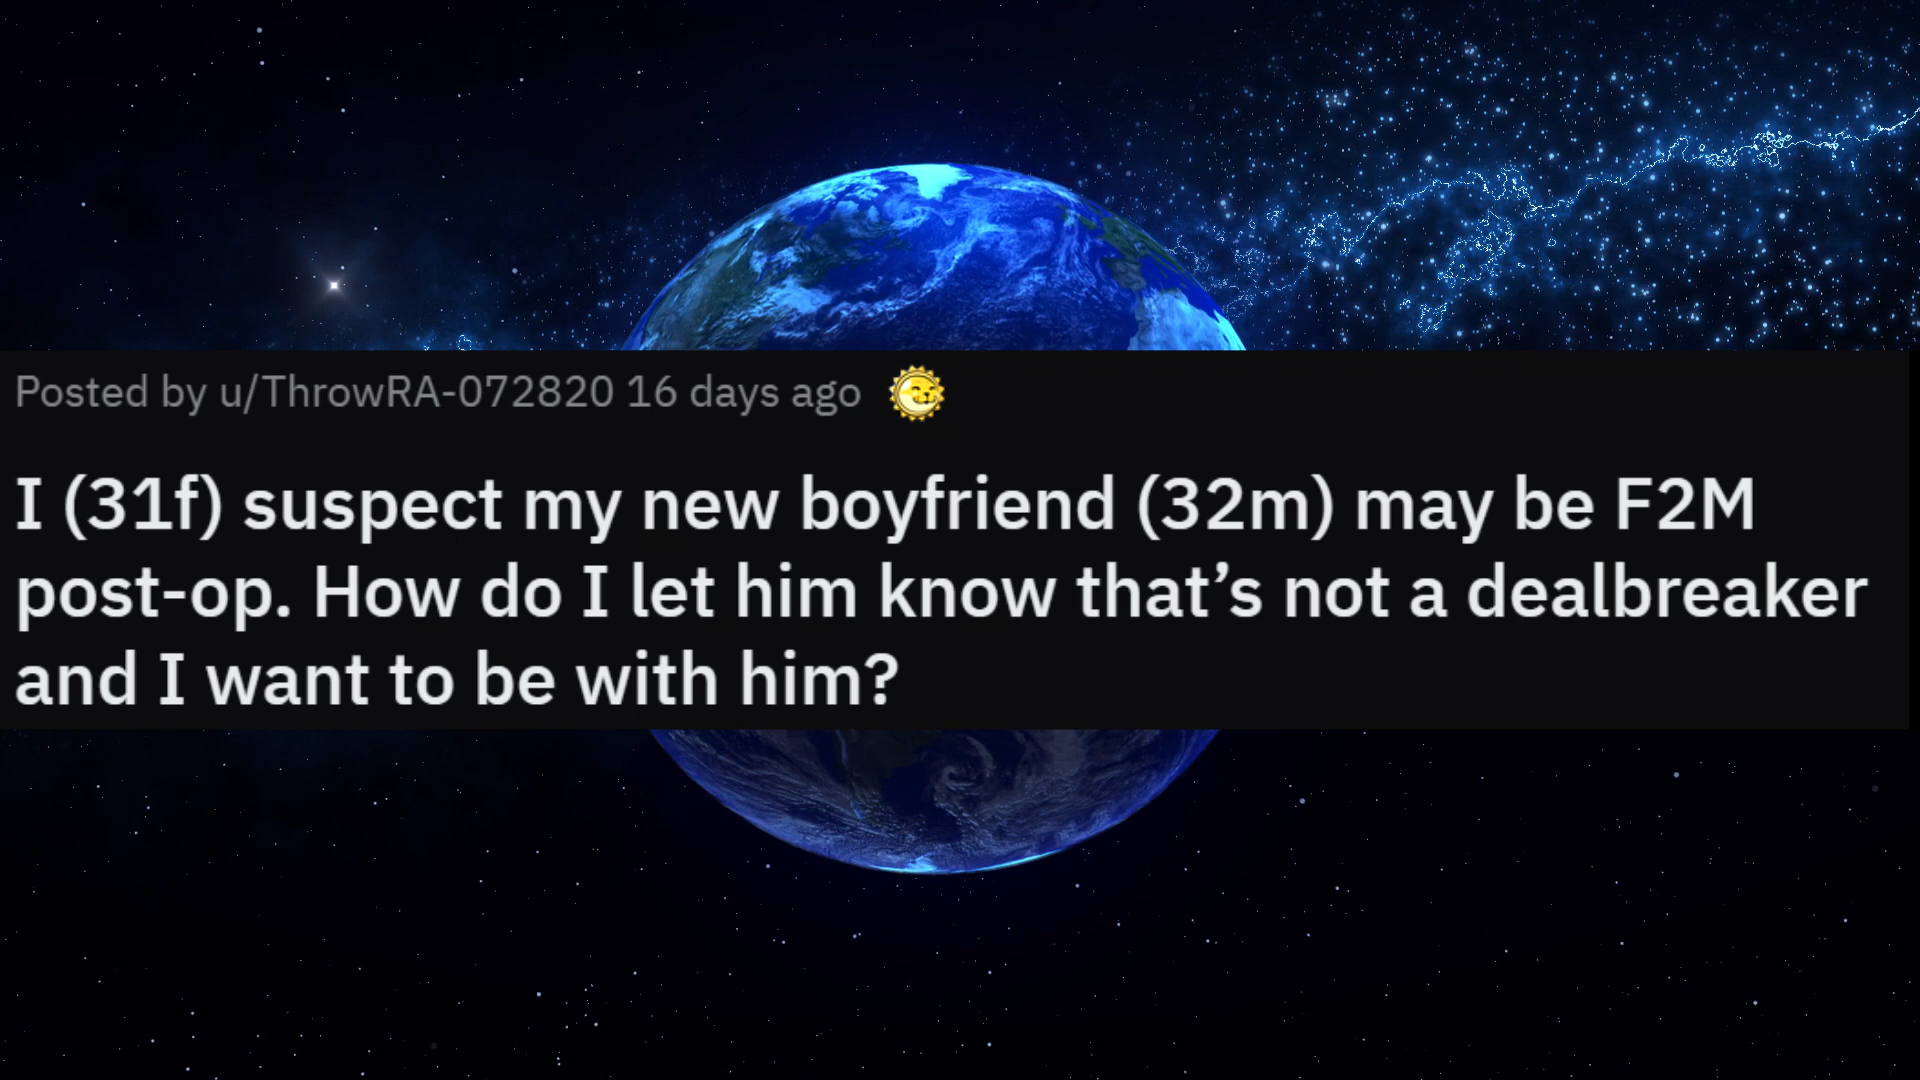 Posted by u/ThrowRA-072820 16 days ago
I (31f) suspect my new boyfriend (32m) may be F2M
post-op. How do I let him know that’s not a dealbreaker
and I want to be with him?